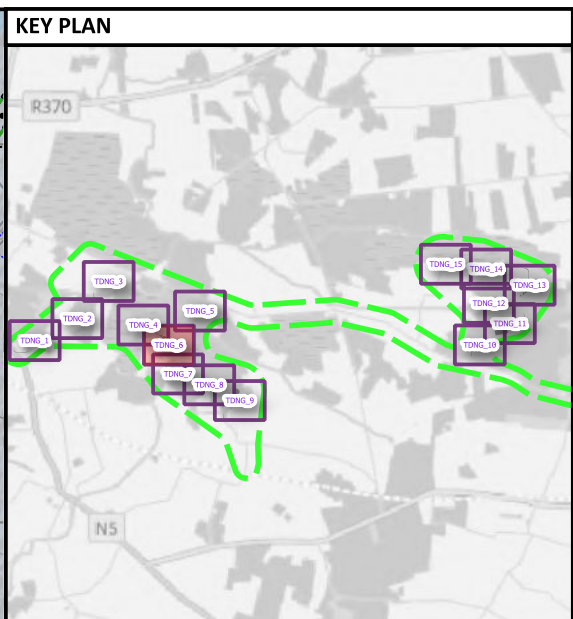 KEY PLAN
R370
TDNG_15
TDNG_14
TDNG_3
TDNG_13
TDNG_12
TDNG_5
TDNG_2
TDNG_4
TDNG_11
TDNG_1
TDNG_6
TDNG_10
TDNG_7
TDNG_8
TDNG_9
N5